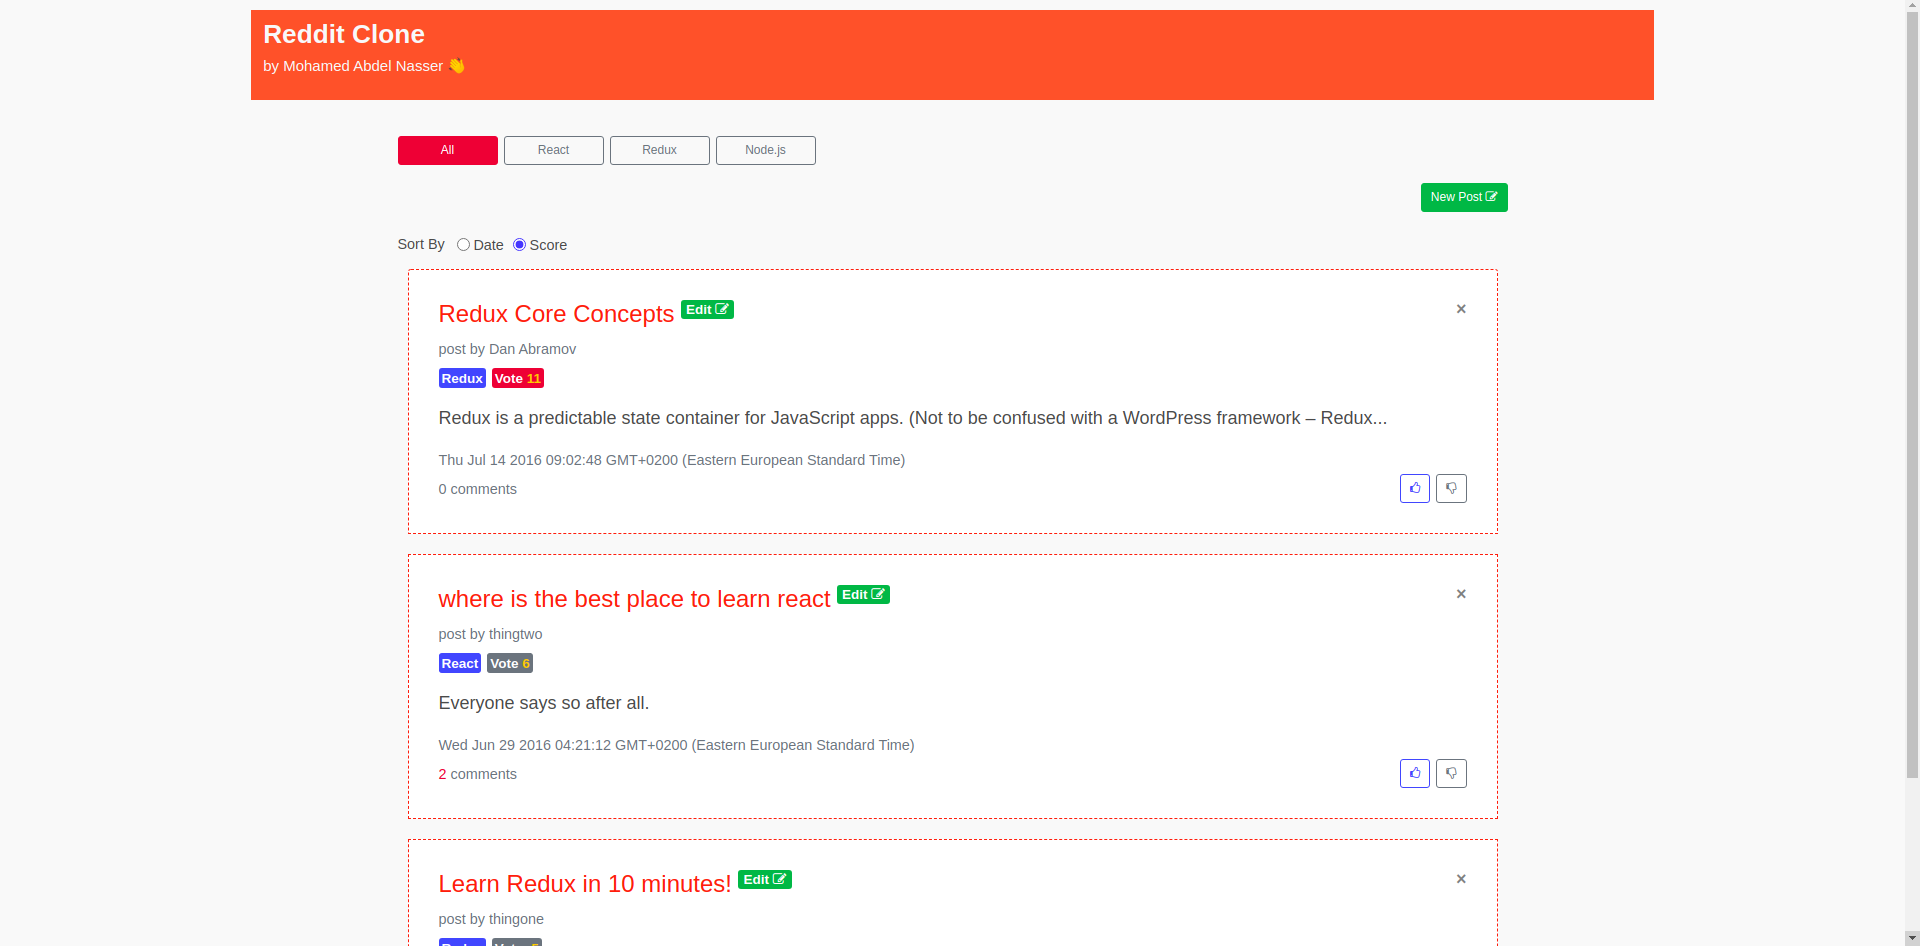 Reddit Clone
by Mohamed Abdel Nasser 👏
All React Redux Node.js
New Post
Sort By Date Score
Redux Core Concepts Edit ×
post by Dan Abramov
Redux Vote 11
Redux is a predictable state container for JavaScript apps. (Not to be confused with a WordPress framework – Redux...
Thu Jul 14 2016 09:02:48 GMT+0200 (Eastern European Standard Time)
0 comments
where is the best place to learn react Edit ×
post by thingtwo
React Vote 6
Everyone says so after all.
Wed Jun 29 2016 04:21:12 GMT+0200 (Eastern European Standard Time)
2 comments
Learn Redux in 10 minutes! Edit ×
post by thingone
Redux Vote 5